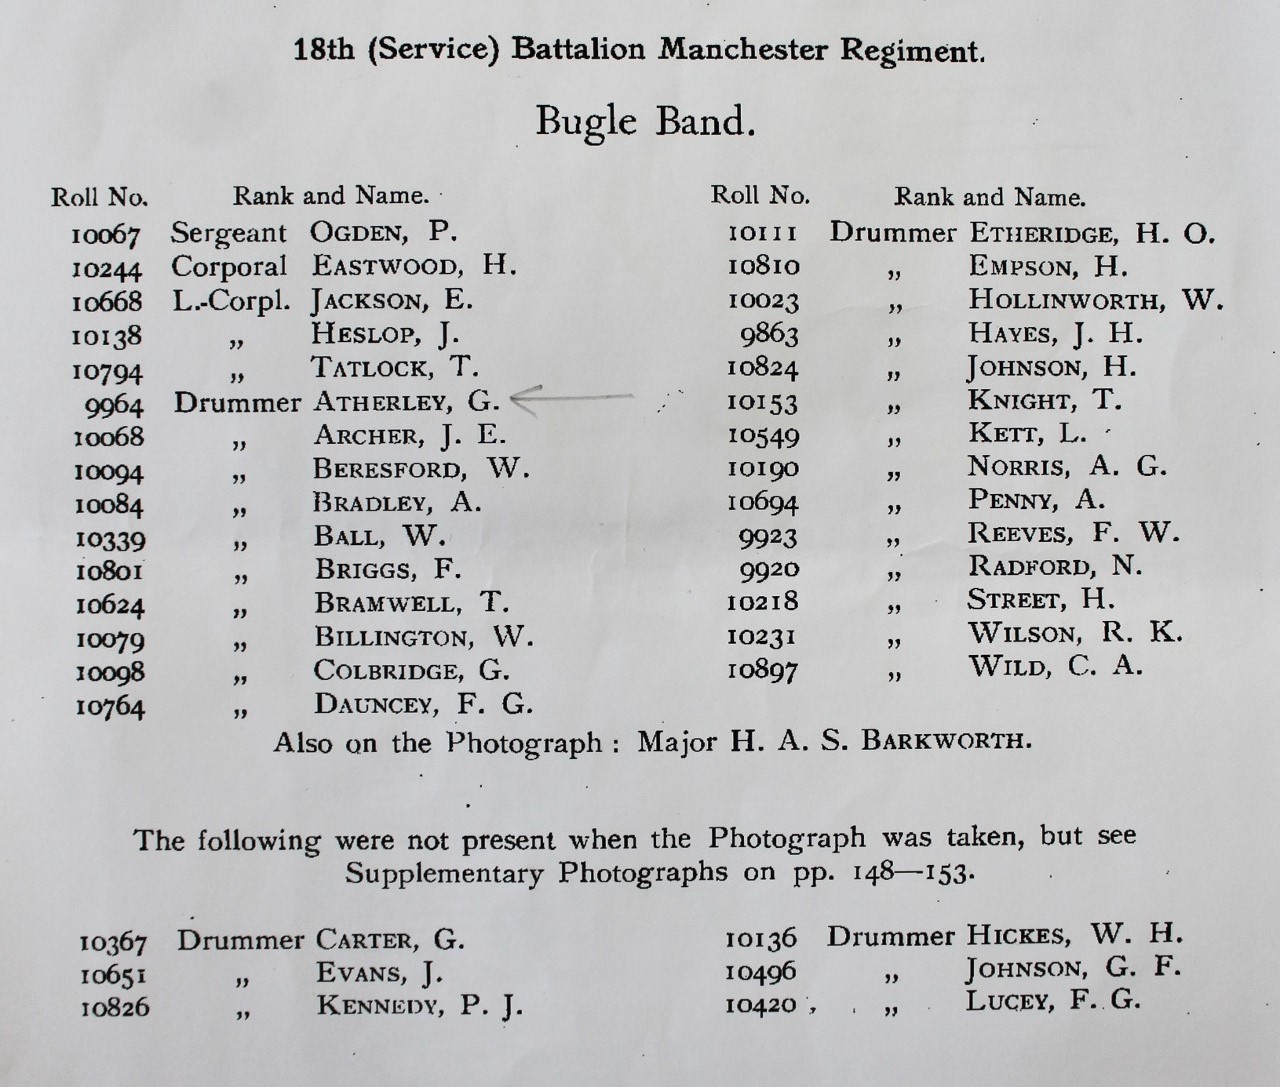 18th (Service) Battalion Manchester Regiment.
Bugle Band.
Roll No. Rank and Name.
10067 Sergeant OGDEN, P.
10244 Corporal EASTWOOD, H.
10668 L.-Corpl. JACKSON, E.
10138 „ HESLOP, J.
10794 „ TATLOCK, T.
9964 Drummer ATHERLEY, G.
10068 „ ARCHER, J. E.
10094 „ BERESFORD, W.
10084 „ BRADLEY, A.
10339 „ BALL, W.
10801 „ BRIGGS, F.
10624 „ BRAMWELL, T.
10079 „ BILLINGTON, W.
10098 „ COLBRIDGE, G.
10764 „ DAUNCEY, F. G.
Roll No. Rank and Name.
10111 Drummer ETHERIDGE, H. O.
10810 „ EMPSON, H.
10023 „ HOLLINWORTH, W.
9863 „ HAYES, J. H.
10824 „ JOHNSON, H.
10153 „ KNIGHT, T.
10549 „ KETT, L.
10190 „ NORRIS, A. G.
10694 „ PENNY, A.
9923 „ REEVES, F. W.
9920 „ RADFORD, N.
10218 „ STREET, H.
10231 „ WILSON, R. K.
10897 „ WILD, C. A.
Also on the Photograph : Major H. A. S. BARKWORTH.
The following were not present when the Photograph was taken, but see
Supplementary Photographs on pp. 148—153.
10367 Drummer CARTER, G.
10651 „ EVANS, J.
10826 „ KENNEDY, P. J.
10136 Drummer HICKES, W. H.
10496 „ JOHNSON, G. F.
10420 „ LUCEY, F. G.